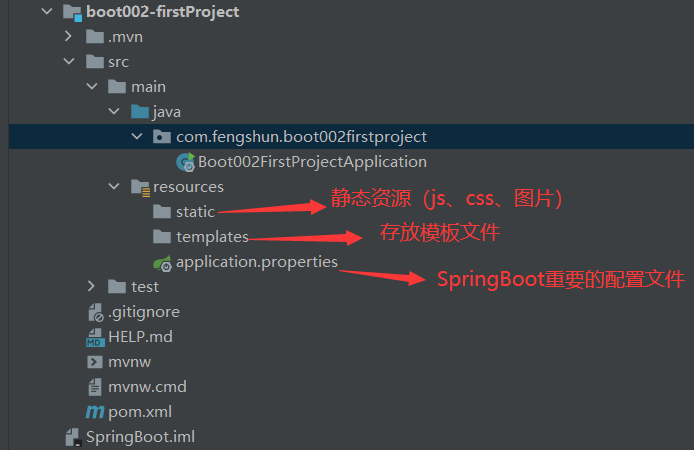 boot002-firstProject
.mvn
src
main
java
com.fengshun.boot002firstproject
Boot002FirstProjectApplication
resources
static 静态资源（js、css、图片）
templates 存放模板文件
application.properties SpringBoot重要的配置文件
test
.gitignore
MD HELP.md
mvnw
mvnw.cmd
m pom.xml
SpringBoot.iml